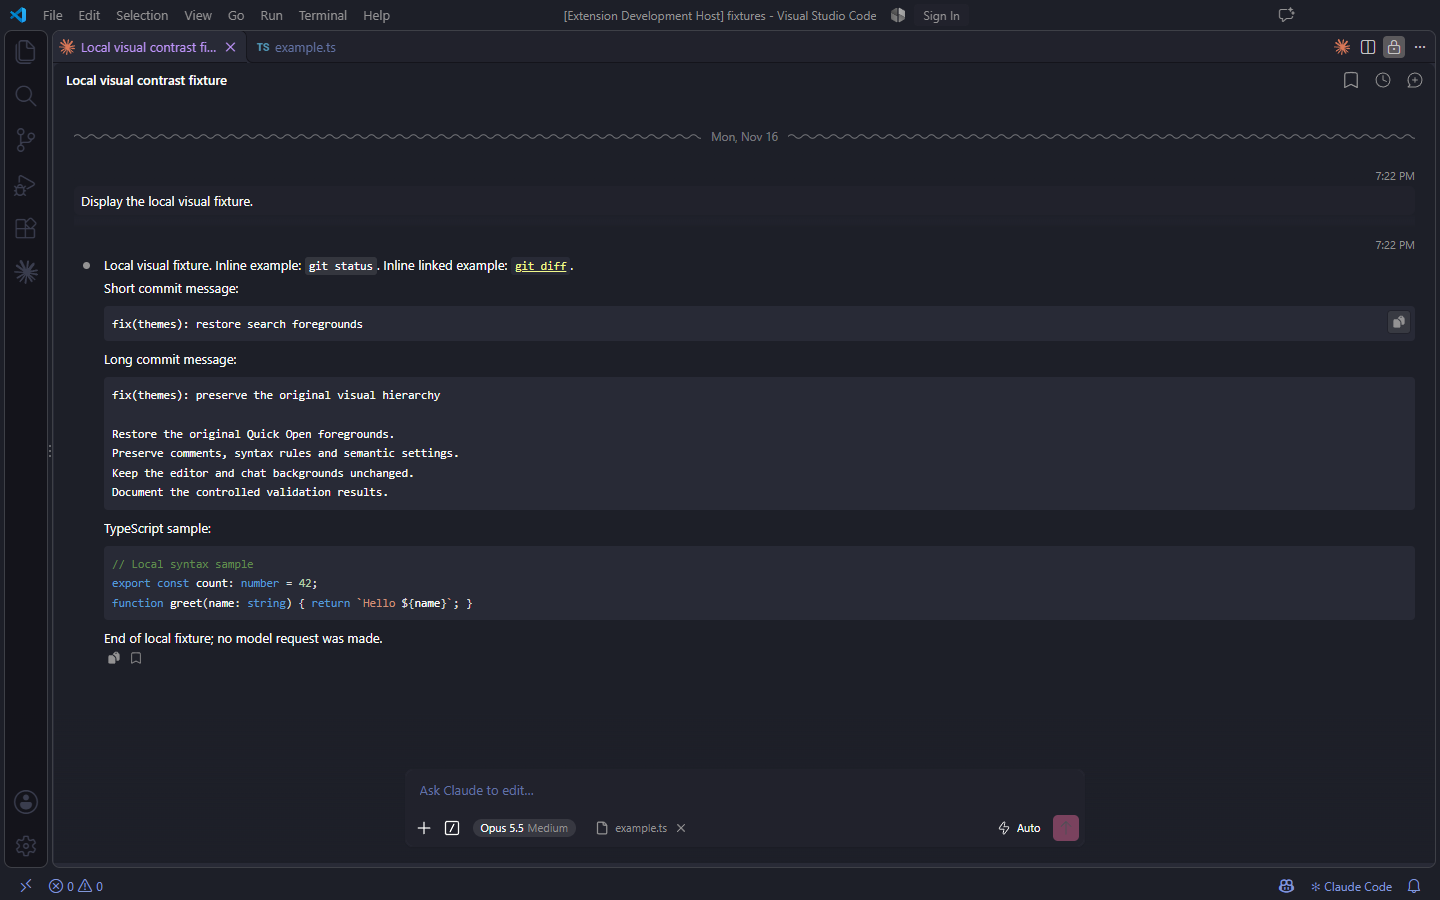 File Edit Selection View Go Run Terminal Help
[Extension Development Host] fixtures - Visual Studio Code
Sign In
Local visual contrast fi...
TS example.ts
Local visual contrast fixture
Mon, Nov 16
7:22 PM
Display the local visual fixture.
7:22 PM
Local visual fixture. Inline example: git status. Inline linked example: git diff.
Short commit message:
fix(themes): restore search foregrounds
Long commit message:
fix(themes): preserve the original visual hierarchy
Restore the original Quick Open foregrounds.
Preserve comments, syntax rules and semantic settings.
Keep the editor and chat backgrounds unchanged.
Document the controlled validation results.
TypeScript sample:
// Local syntax sample
export const count: number = 42;
function greet(name: string) { return `Hello ${name}`; }
End of local fixture; no model request was made.
Ask Claude to edit...
Opus 5.5 Medium
example.ts
Auto
0 0
Claude Code